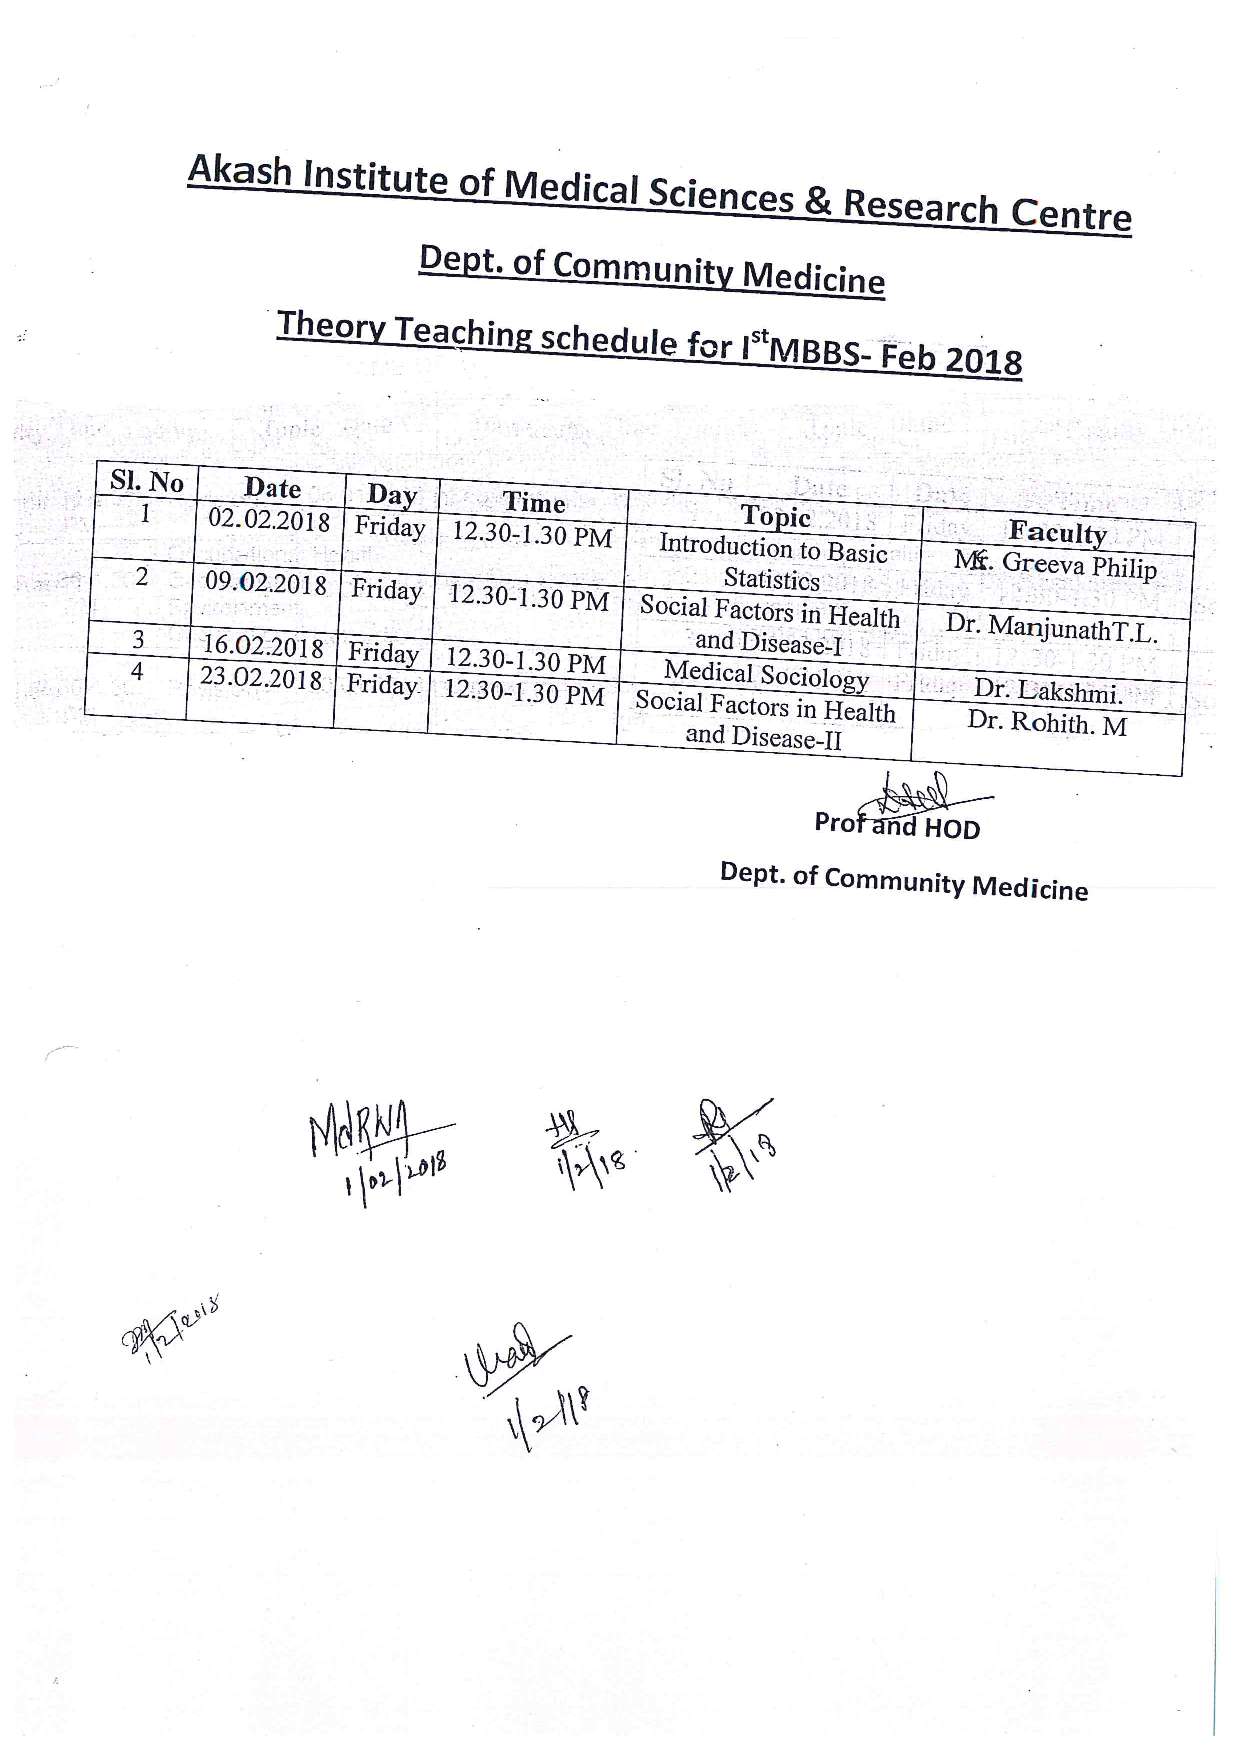 Akash Institute of Medical Sciences & Research Centre
Dept. of Community Medicine
Theory Teaching schedule for IstMBBS- Feb 2018
Sl. No Date Day Time Topic Faculty
1 02.02.2018 Friday 12.30-1.30 PM Introduction to Basic Statistics Greeva Philip
2 09.02.2018 Friday 12.30-1.30 PM Social Factors in Health and Disease-I Dr. ManjunathT.L.
3 16.02.2018 Friday 12.30-1.30 PM Medical Sociology Dr. Lakshmi.
4 23.02.2018 Friday 12.30-1.30 PM Social Factors in Health and Disease-II Dr. Rohith. M
Prof and HOD
Dept. of Community Medicine
1/02/2018
1/2/18
1/2/18
1/2/2018
1/2/18